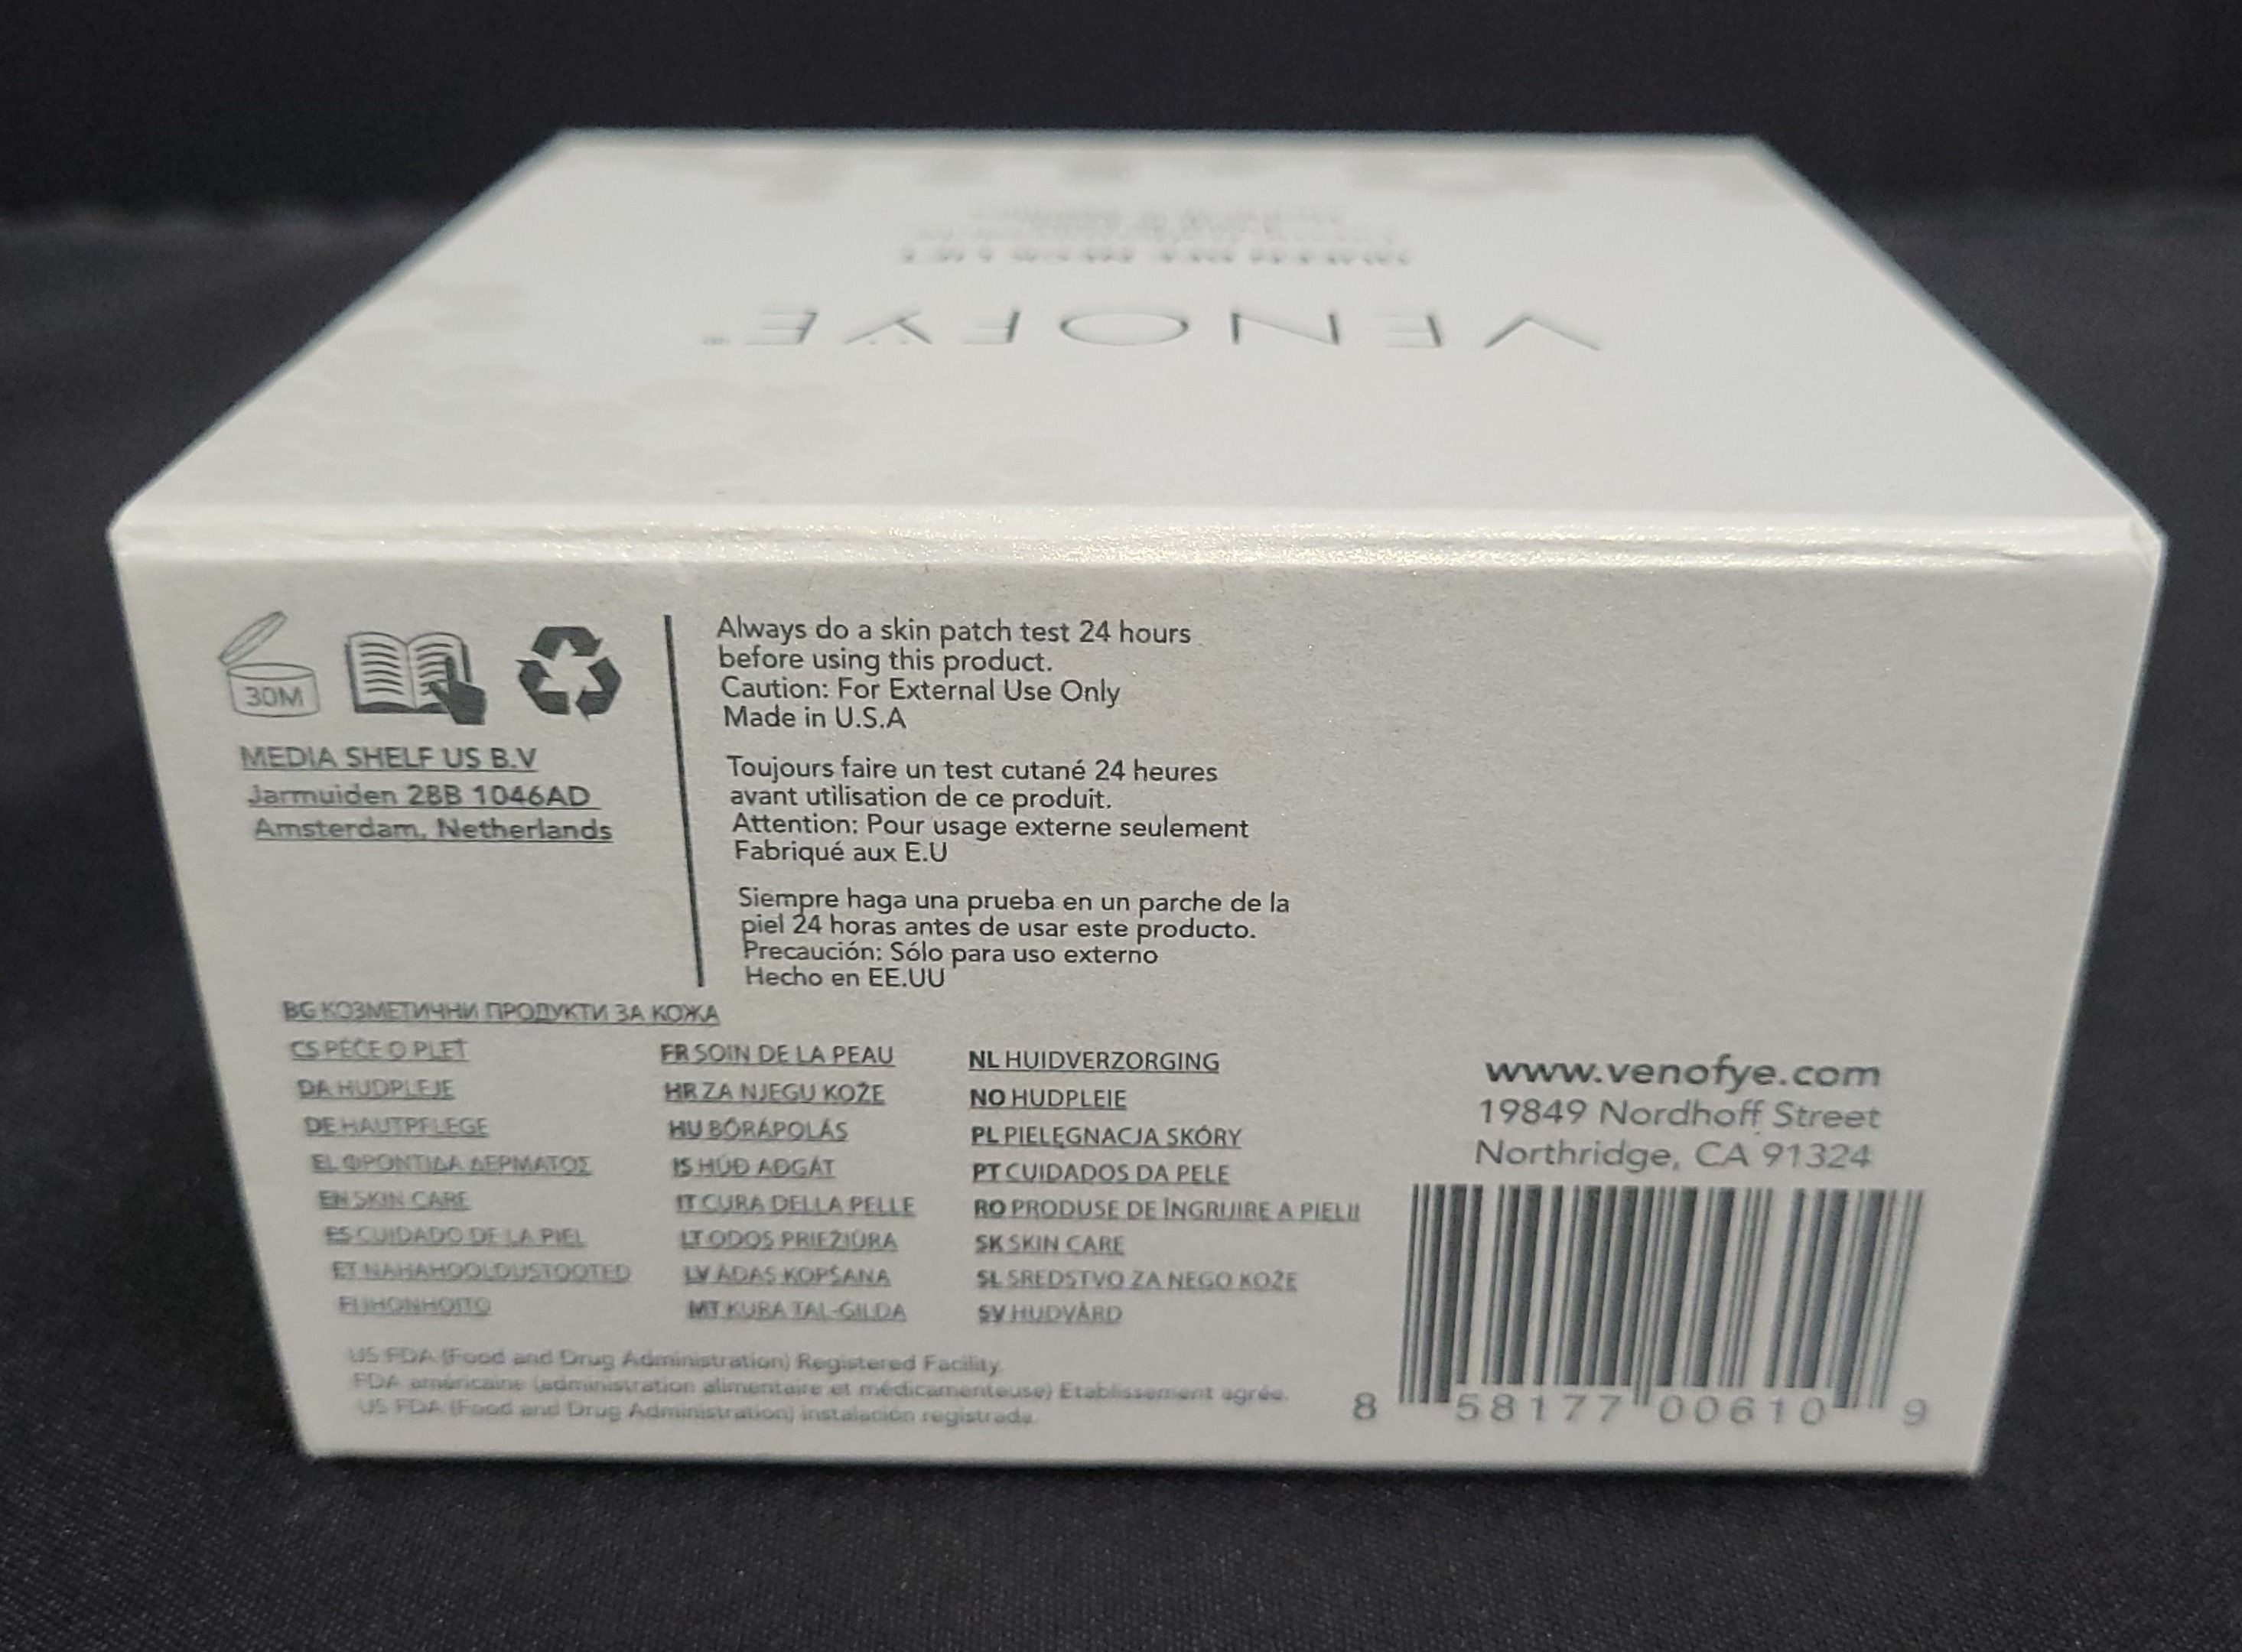 VENOFYE
30M
MEDIA SHELF US B.V
Jarmuiden 2BB 1046AD
Amsterdam, Netherlands
Always do a skin patch test 24 hours
before using this product.
Caution: For External Use Only
Made in U.S.A
Toujours faire un test cutané 24 heures
avant utilisation de ce produit.
Attention: Pour usage externe seulement
Fabriqué aux E.U
Siempre haga una prueba en un parche de la
piel 24 horas antes de usar este producto.
Precaución: Sólo para uso externo
Hecho en EE.UU
BG КОЗМЕТИЧНИ ПРОДУКТИ ЗА КОЖА
CS PÉČE O PLEŤ
DA HUDPLEJE
DE HAUTPFLEGE
EL ΦΡΟΝΤΙΔΑ ΔΕΡΜΑΤΟΣ
EN SKIN CARE
ES CUIDADO DE LA PIEL
ET NAHAHOOLDUSTOOTED
FI IHONHOITO
FR SOIN DE LA PEAU
HR ZA NJEGU KOŽE
HU BŐRÁPOLÁS
IS HÚÐ AÐGÁT
IT CURA DELLA PELLE
LT ODOS PRIEŽIŪRA
LV ĀDAS KOPŠANA
MT KURA TAL-ĠILDA
NL HUIDVERZORGING
NO HUDPLEIE
PL PIELĘGNACJA SKÓRY
PT CUIDADOS DA PELE
RO PRODUSE DE ÎNGRIJIRE A PIELII
SK SKIN CARE
SL SREDSTVO ZA NEGO KOŽE
SV HUDVÅRD
US FDA (Food and Drug Administration) Registered Facility.
FDA américaine (administration alimentaire et médicamenteuse) Etablissement agrée.
US FDA (Food and Drug Administration) instalación registrada.
www.venofye.com
19849 Nordhoff Street
Northridge, CA 91324
8 58177 00610 9